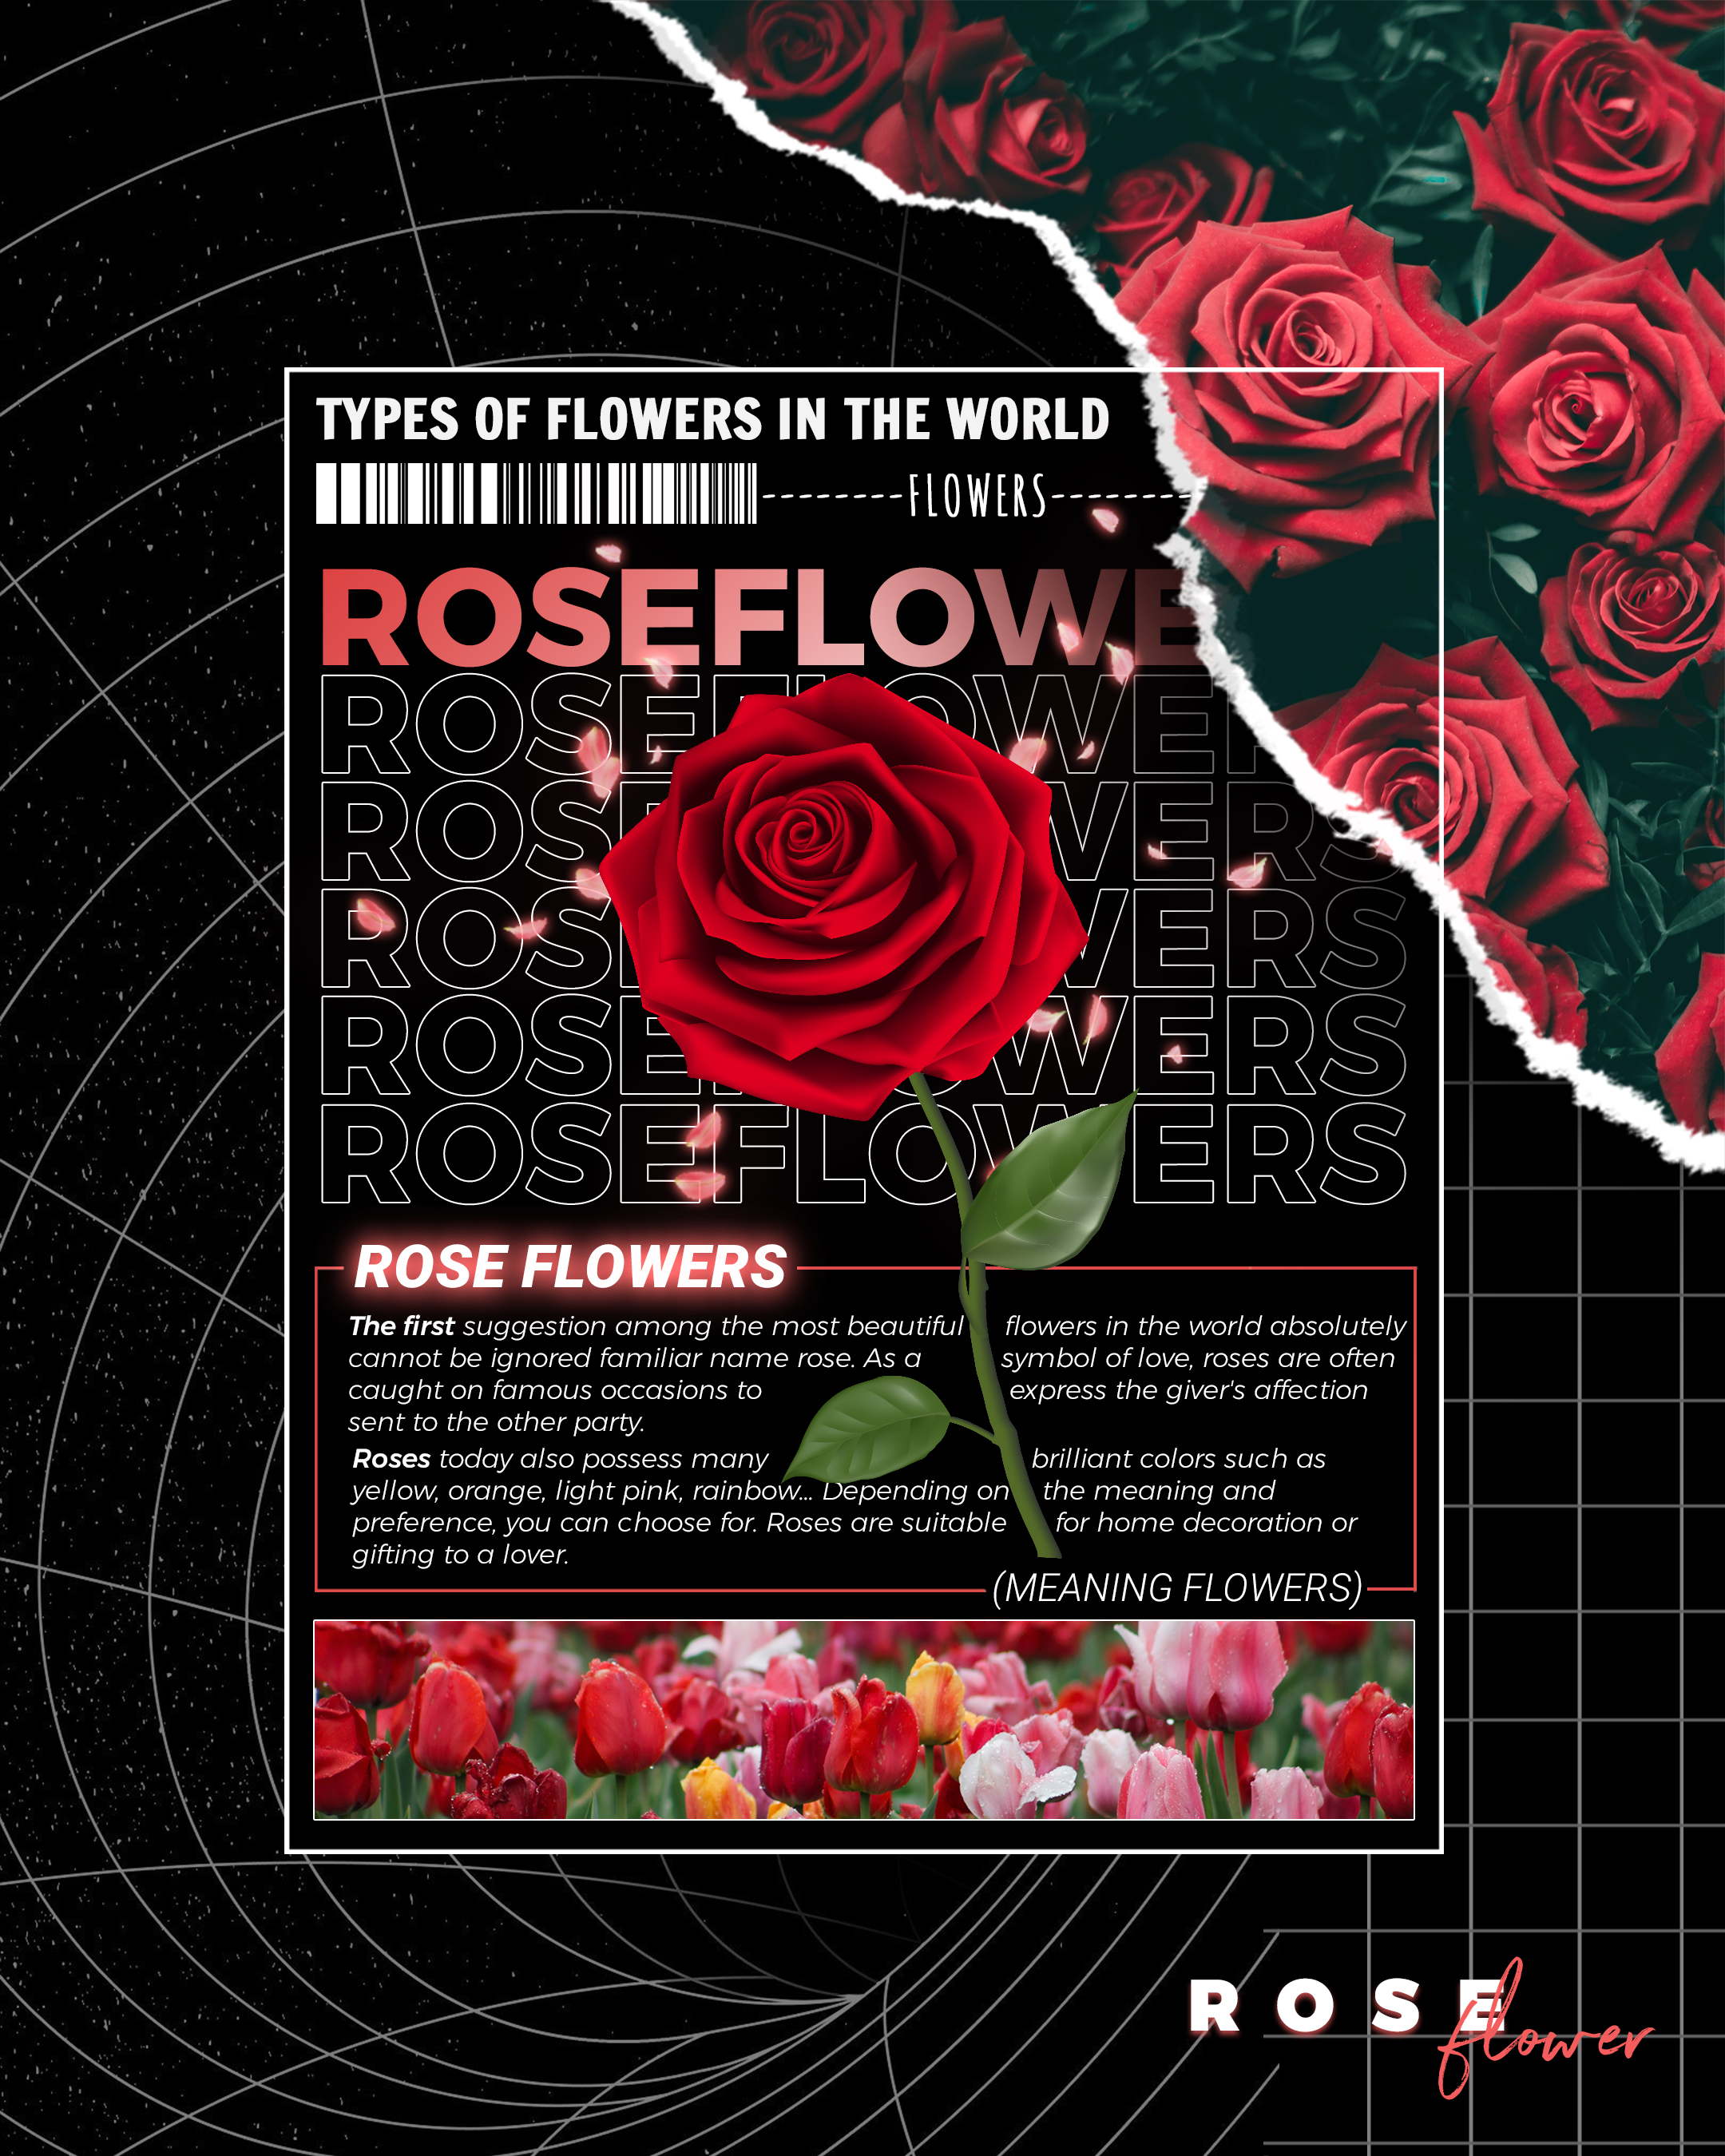 TYPES OF FLOWERS IN THE WORLD
FLOWERS
ROSEFLOWE
ROSEFLOWER
ROSEFLOWERS
ROSEFLOWERS
ROSEFLOWERS
ROSEFLOWERS
ROSE FLOWERS
The first suggestion among the most beautiful flowers in the world absolutely
cannot be ignored familiar name rose. As a symbol of love, roses are often
caught on famous occasions to express the giver's affection
sent to the other party.
Roses today also possess many brilliant colors such as
yellow, orange, light pink, rainbow... Depending on the meaning and
preference, you can choose for. Roses are suitable for home decoration or
gifting to a lover.
(MEANING FLOWERS)
ROSE
flower